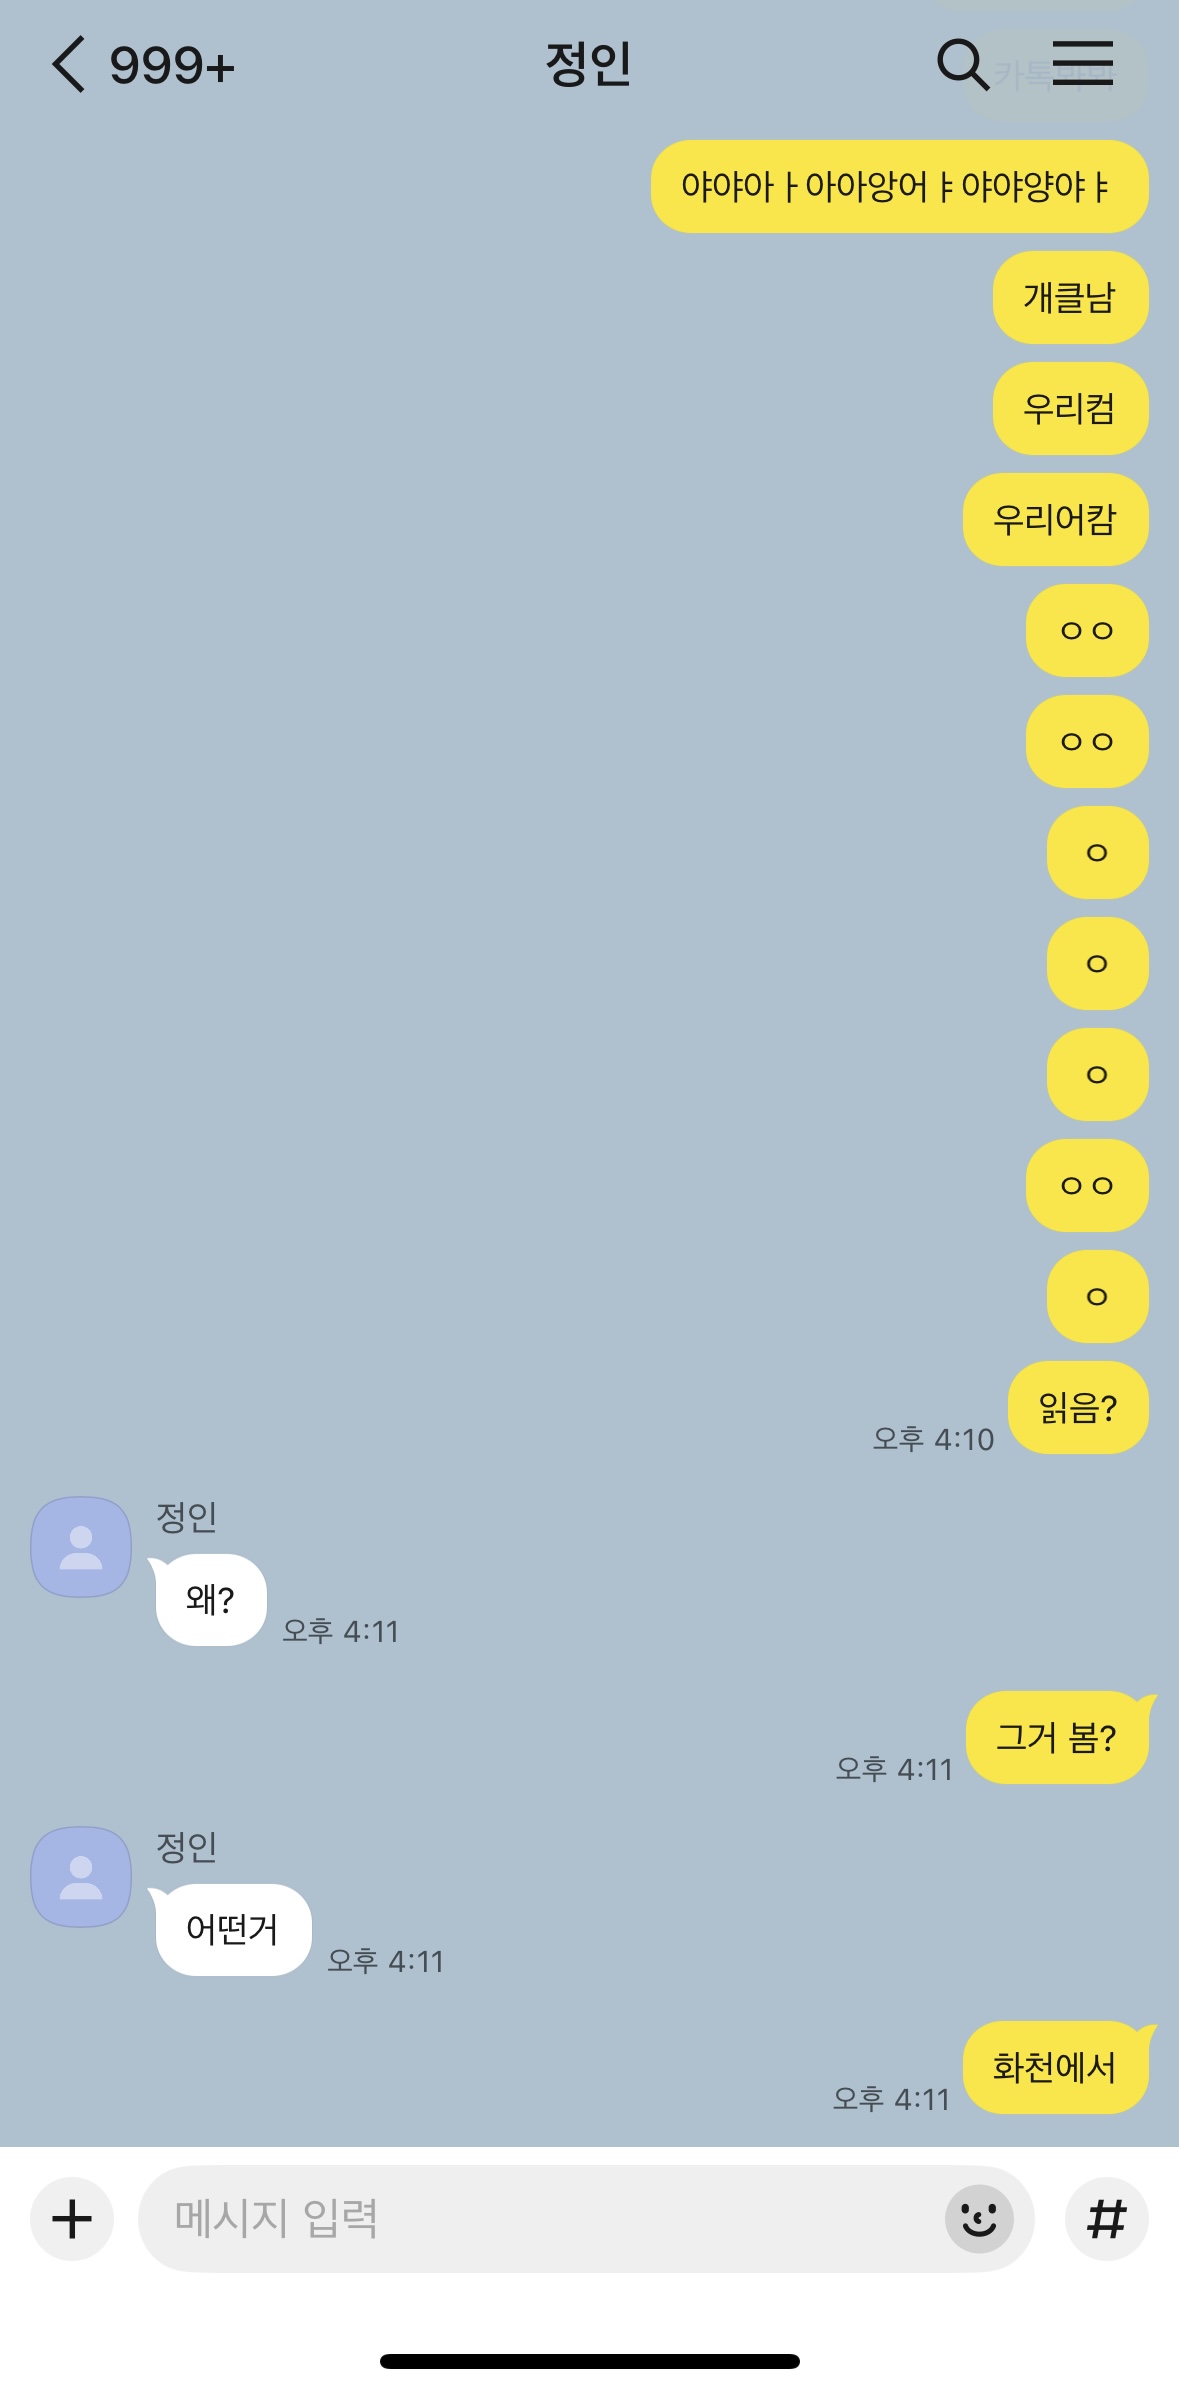 999+
정인
야야아ㅏ아아앙어ㅑ야야양야ㅑ
개클남
우리컴
우리어캄
ㅇㅇ
ㅇㅇ
ㅇ
ㅇ
ㅇ
ㅇㅇ
ㅇ
읽음?
오후 4:10
정인
왜?
오후 4:11
그거 봄?
오후 4:11
정인
어떤거
오후 4:11
화천에서
오후 4:11
메시지 입력